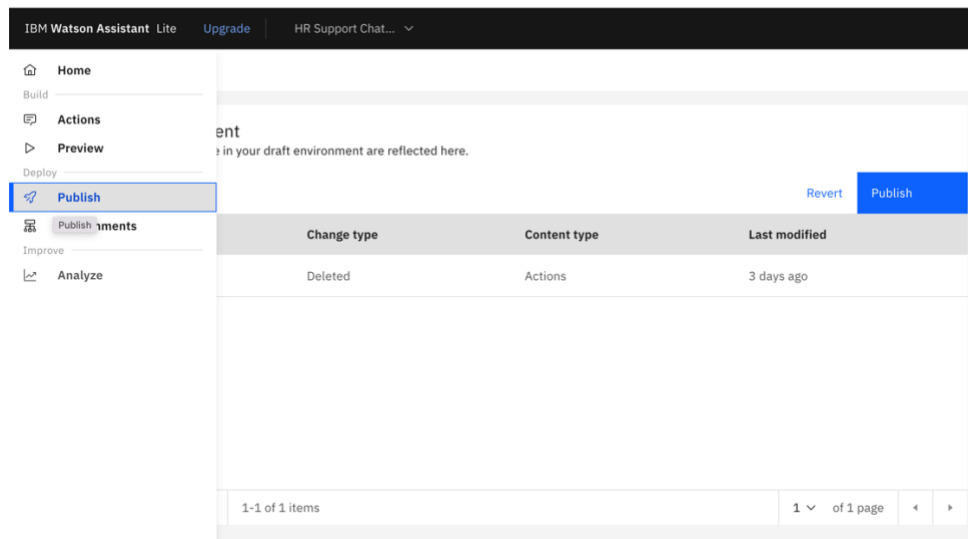 IBM Watson Assistant Lite Upgrade HR Support Chat...
Home
Build
Actions
Preview
Deploy
Publish
Publish nments
Improve
Analyze
ent
in your draft environment are reflected here.
Revert Publish
Change type Content type Last modified
Deleted Actions 3 days ago
1-1 of 1 items 1 of 1 page